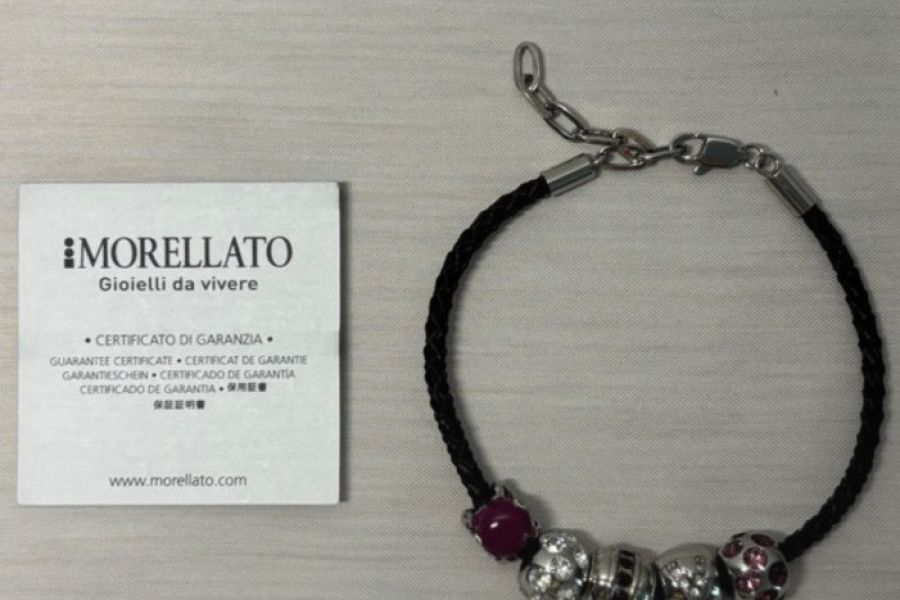 MORELLATO
Gioielli da vivere
• CERTIFICATO DI GARANZIA •
GUARANTEE CERTIFICATE • CERTIFICAT DE GARANTIE
GARANTIESCHEIN • CERTIFICADO DE GARANTÍA
CERTIFICADO DE GARANTIA • 保用証書
保証証明書
www.morellato.com